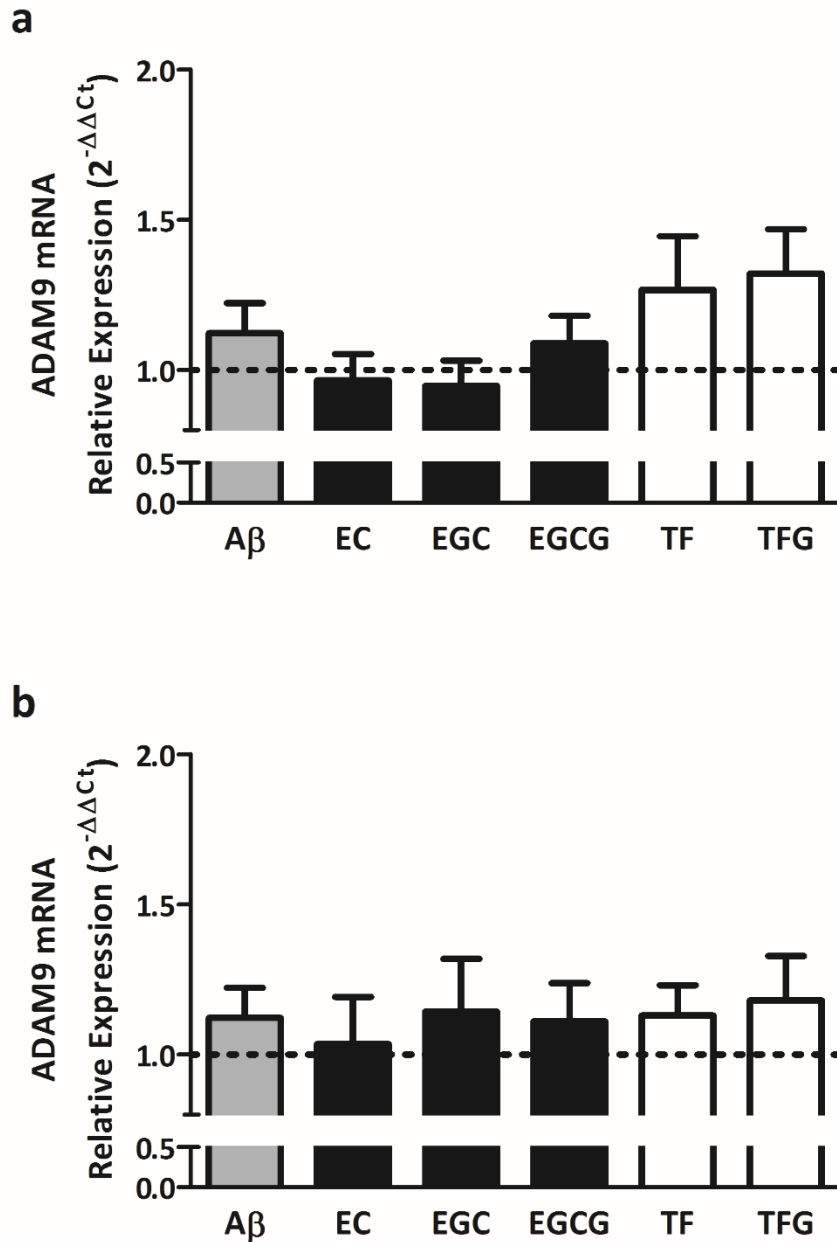 a
ADAM9 mRNA
Relative Expression (2^-ΔΔCt)
2.0
1.5
1.0
0.5
0.0
Aβ EC EGC EGCG TF TFG
b
ADAM9 mRNA
Relative Expression (2^-ΔΔCt)
2.0
1.5
1.0
0.5
0.0
Aβ EC EGC EGCG TF TFG